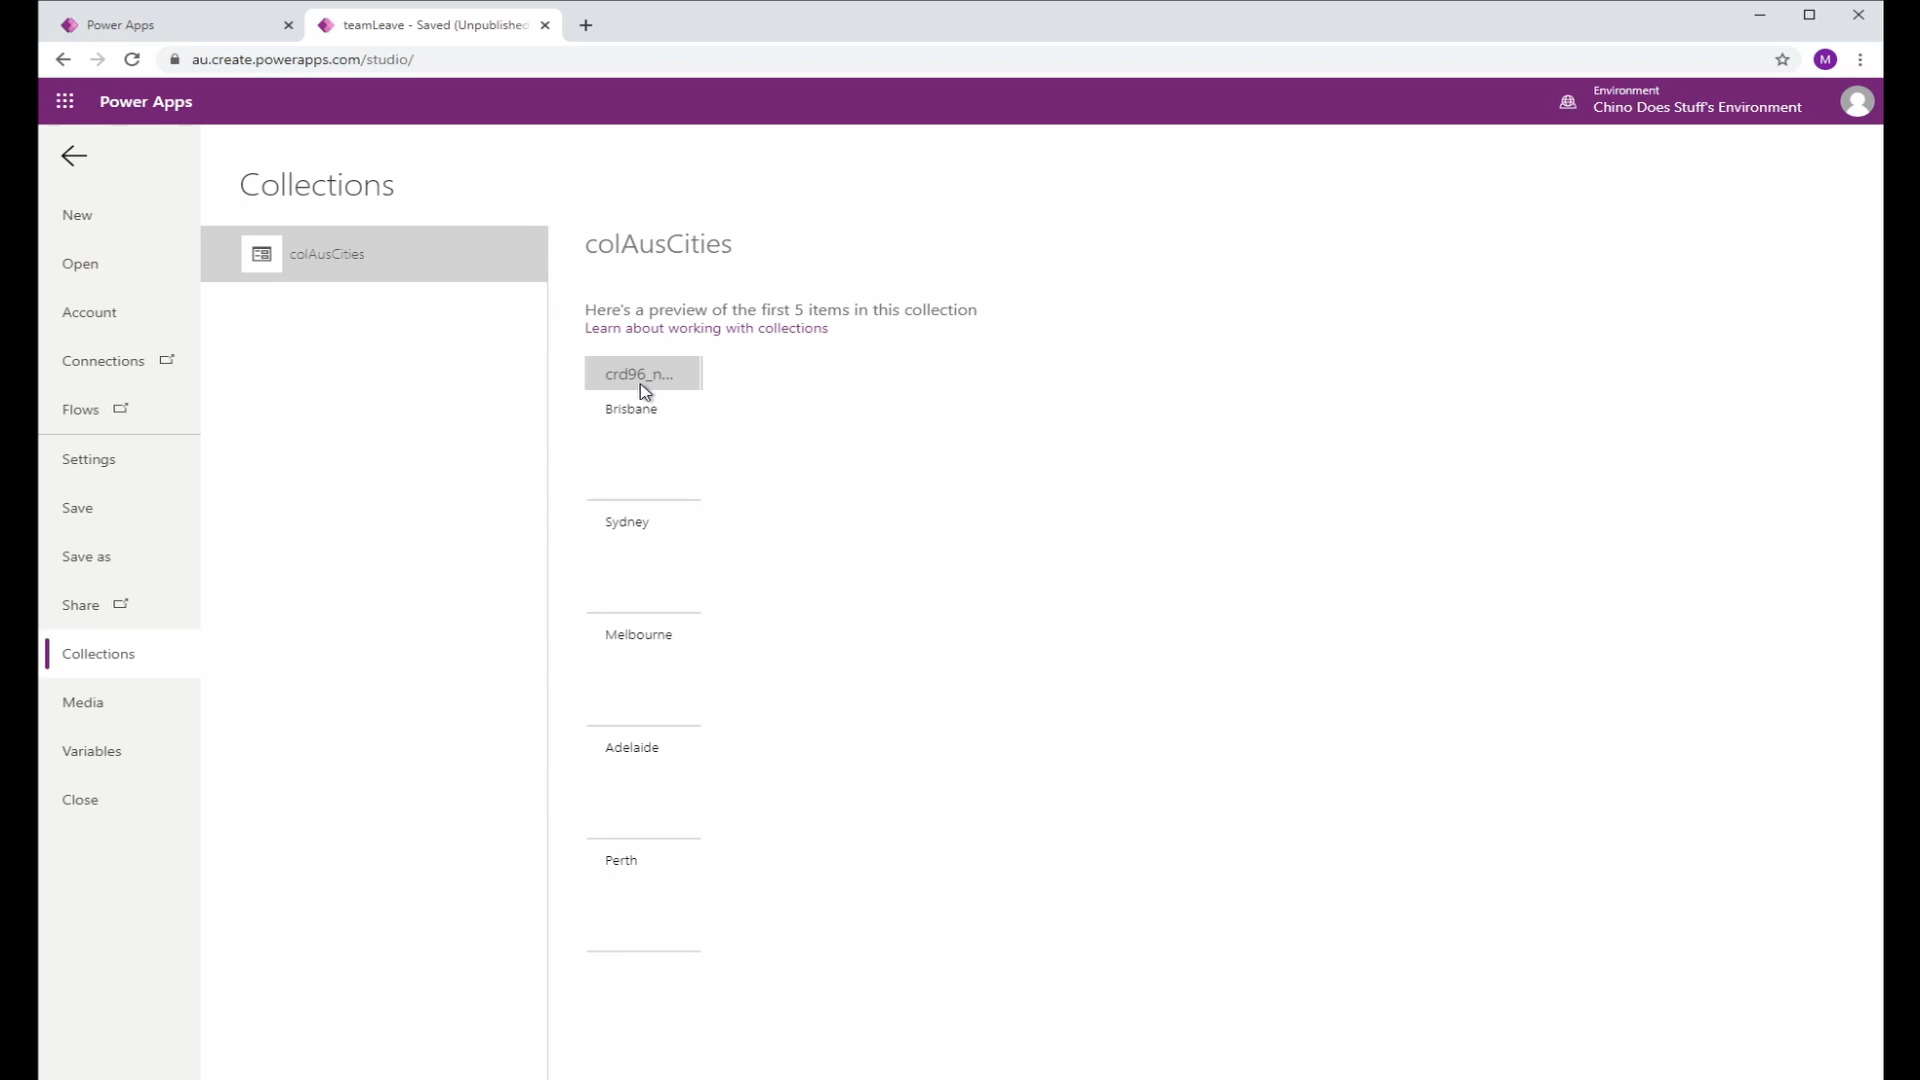 Power Apps
teamLeave - Saved (Unpublished
au.create.powerapps.com/studio/
M
Power Apps
Environment
Chino Does Stuff's Environment
New
Open
Account
Connections
Flows
Settings
Save
Save as
Share
Collections
Media
Variables
Close
Collections
colAusCities
colAusCities
Here's a preview of the first 5 items in this collection
Learn about working with collections
crd96_n...
Brisbane
Sydney
Melbourne
Adelaide
Perth